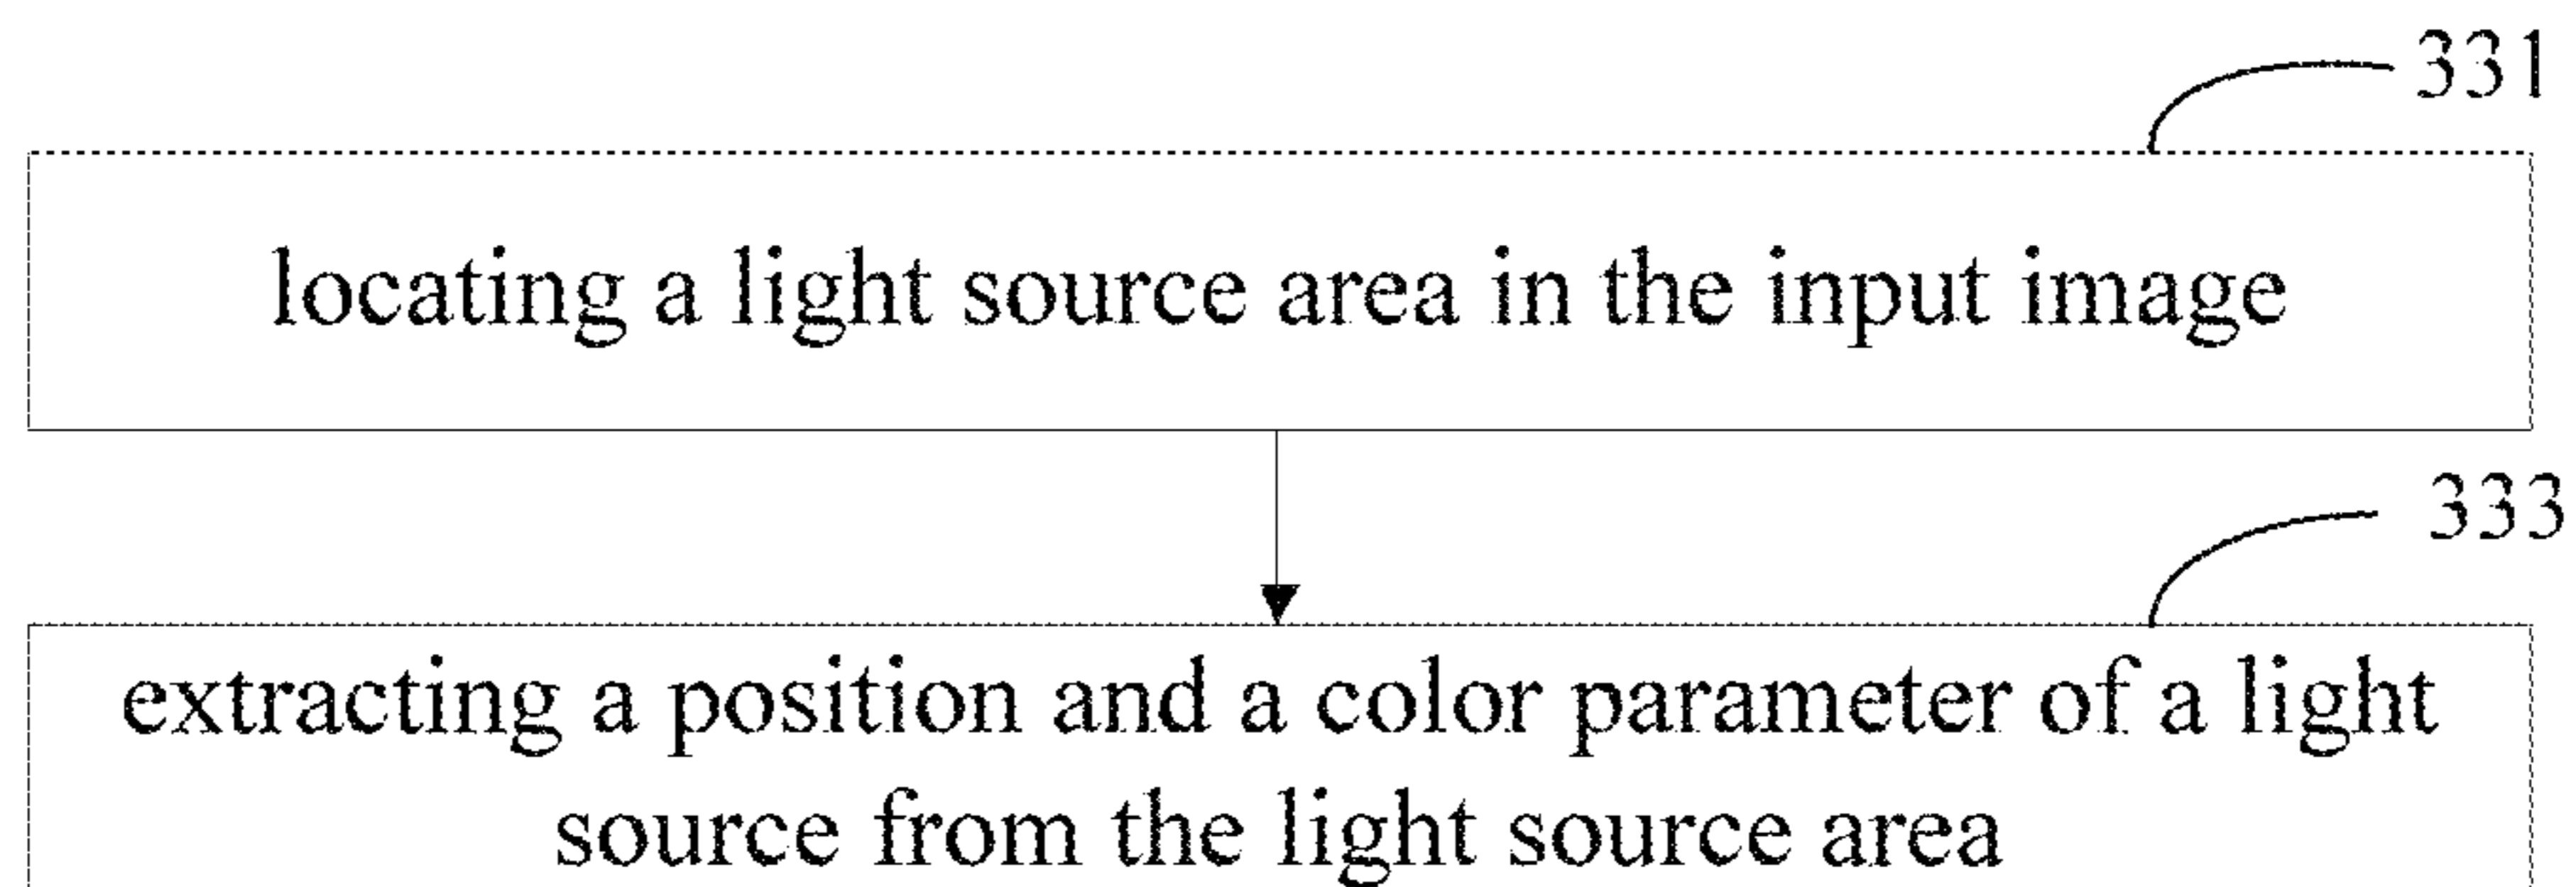 331
locating a light source area in the input image
333
extracting a position and a color parameter of a light
source from the light source area